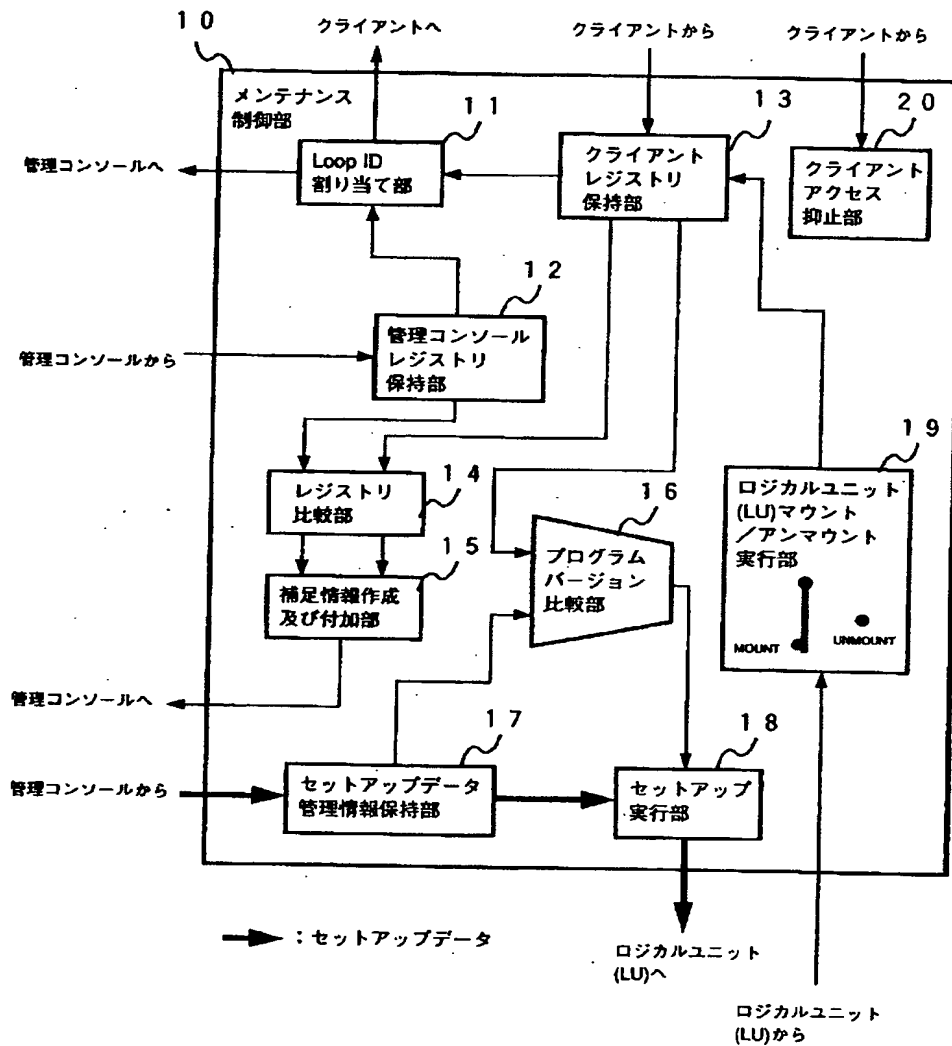 １０
クライアントへ
クライアントから
クライアントから
メンテナンス
制御部
１１
１３
２０
管理コンソールへ
Loop ID
割り当て部
クライアント
レジストリ
保持部
クライアント
アクセス
抑止部
１２
管理コンソールから
管理コンソール
レジストリ
保持部
１９
レジストリ
比較部
１４
１６
プログラム
バージョン
比較部
ロジカルユニット
(LU)マウント
／アンマウント
実行部
MOUNT
UNMOUNT
１５
補足情報作成
及び付加部
管理コンソールへ
１７
１８
管理コンソールから
セットアップデータ
管理情報保持部
セットアップ
実行部
：セットアップデータ
ロジカルユニット
(LU)へ
ロジカルユニット
(LU)から